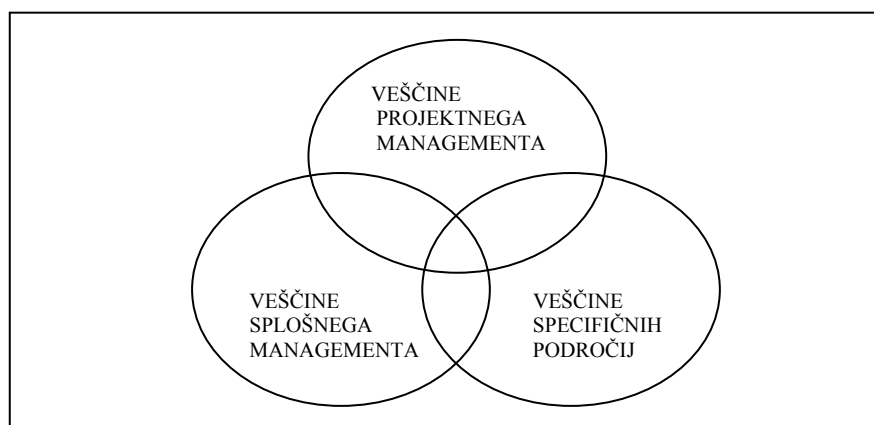 VEŠČINE
PROJEKTNEGA
MANAGEMENTA
VEŠČINE
SPLOŠNEGA
MANAGEMENTA
VEŠČINE
SPECIFIČNIH
PODROČIJ